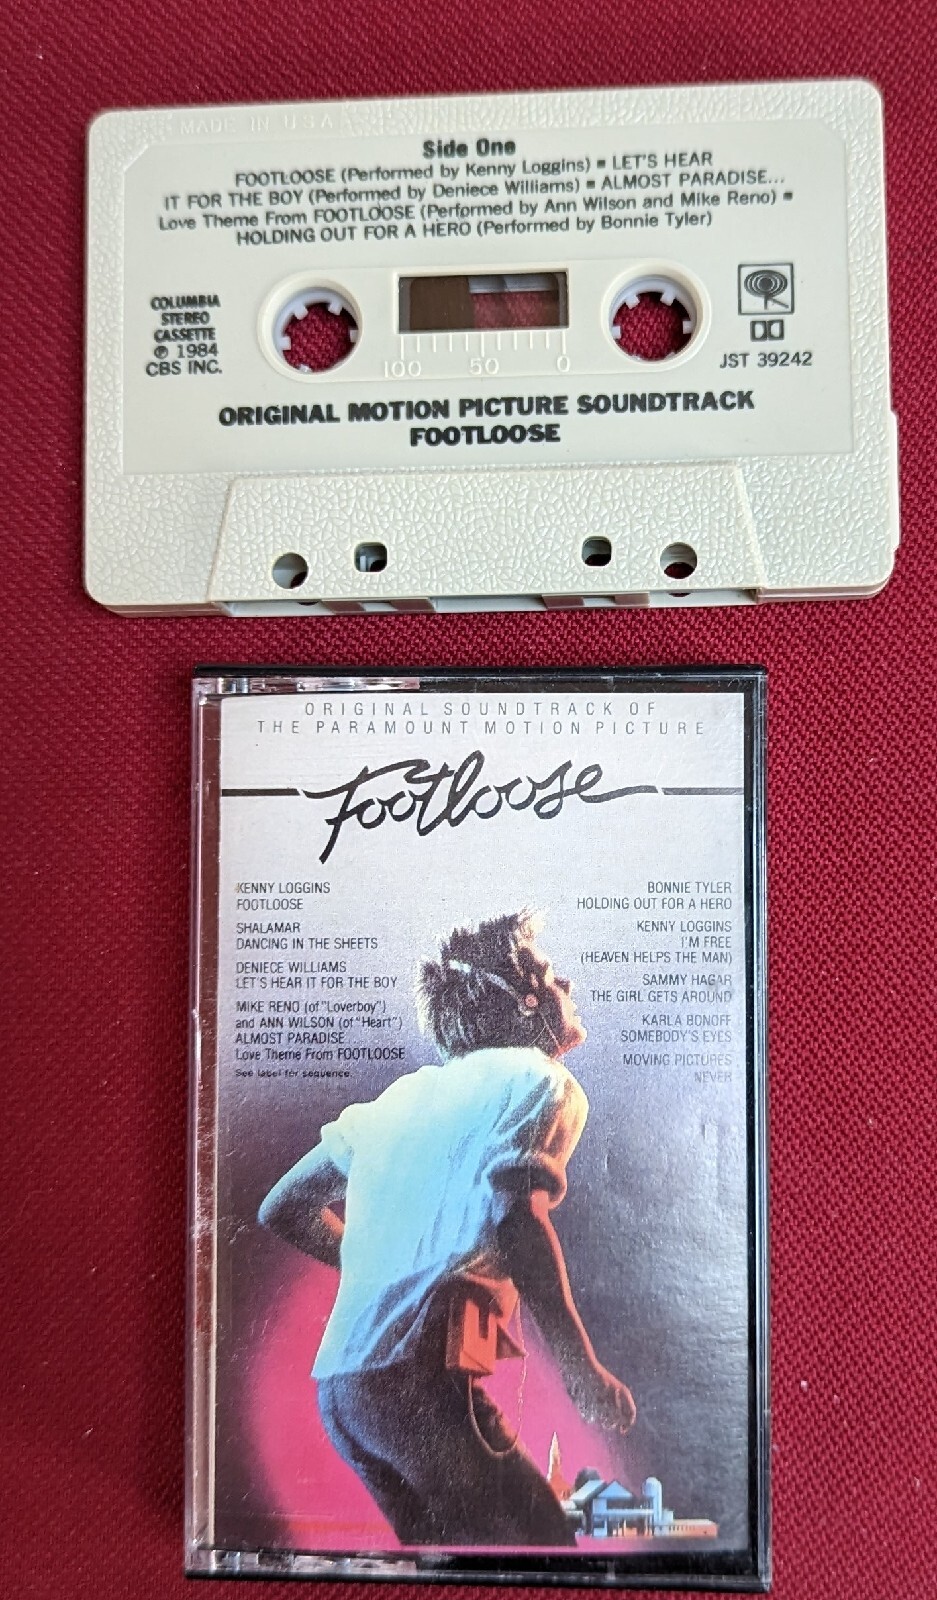 MADE IN U S A
Side One
FOOTLOOSE (Performed by Kenny Loggins) ▪ LET'S HEAR
IT FOR THE BOY (Performed by Deniece Williams) ▪ ALMOST PARADISE...
Love Theme From FOOTLOOSE (Performed by Ann Wilson and Mike Reno) ▪
HOLDING OUT FOR A HERO (Performed by Bonnie Tyler)
COLUMBIA
STEREO
CASSETTE
℗ 1984
CBS INC.
100 50 0
JST 39242
ORIGINAL MOTION PICTURE SOUNDTRACK
FOOTLOOSE
ORIGINAL SOUNDTRACK OF
THE PARAMOUNT MOTION PICTURE
Footloose
KENNY LOGGINS
FOOTLOOSE
SHALAMAR
DANCING IN THE SHEETS
DENIECE WILLIAMS
LET'S HEAR IT FOR THE BOY
MIKE RENO (of "Loverboy")
and ANN WILSON (of "Heart")
ALMOST PARADISE
Love Theme From FOOTLOOSE
See label for sequence.
BONNIE TYLER
HOLDING OUT FOR A HERO
KENNY LOGGINS
I'M FREE
(HEAVEN HELPS THE MAN)
SAMMY HAGAR
THE GIRL GETS AROUND
KARLA BONOFF
SOMEBODY'S EYES
MOVING PICTURES
NEVER